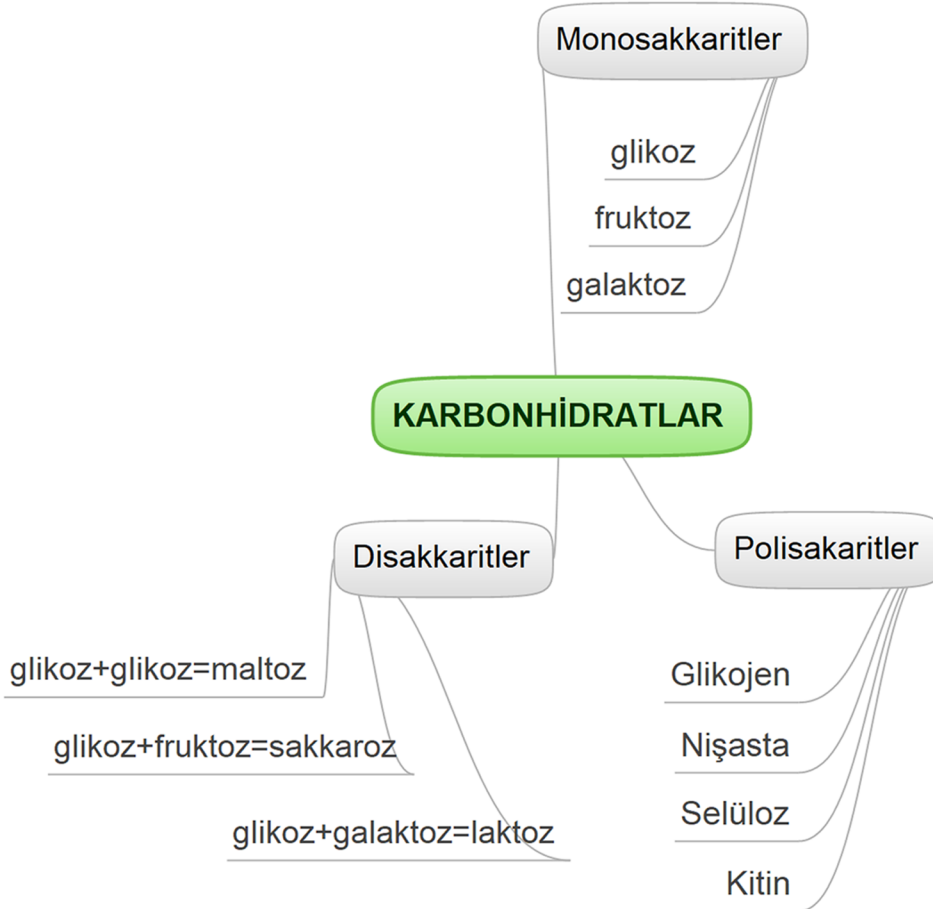 Monosakkaritler
glikoz
fruktoz
galaktoz
KARBONHİDRATLAR
Disakkaritler
glikoz+glikoz=maltoz
glikoz+fruktoz=sakkaroz
glikoz+galaktoz=laktoz
Polisakaritler
Glikojen
Nişasta
Selüloz
Kitin